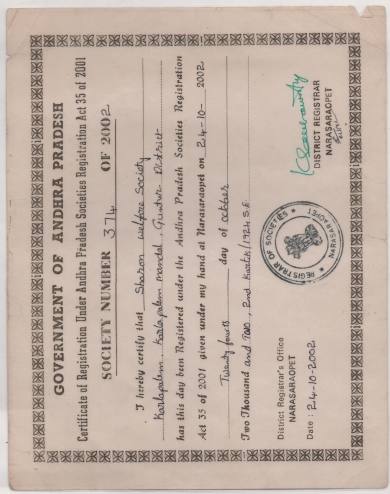 GOVERNMENT OF ANDHRA PRADESH
Certificate of Registration Under Andhra Pradesh Societies Registration Act 35 of 2001
SOCIETY NUMBER 374 OF 2002
I hereby certify that Sharon Welfare Society
Karlapalem, Karlapalem Mandal, Guntur District
has this day been Registered under the Andhra Pradesh Societies Registration
Act 35 of 2001 given under my hand at Narasaraopet on 24-10-2002
Twenty fourth day of October
Two Thousand and Two, 2nd Kartik/1924 S.E
District Registrar's Office
NARASARAOPET
Date : 24-10-2002
REGISTRAR OF SOCIETIES
NARASARAOPET
DISTRICT REGISTRAR
NARASARAOPET